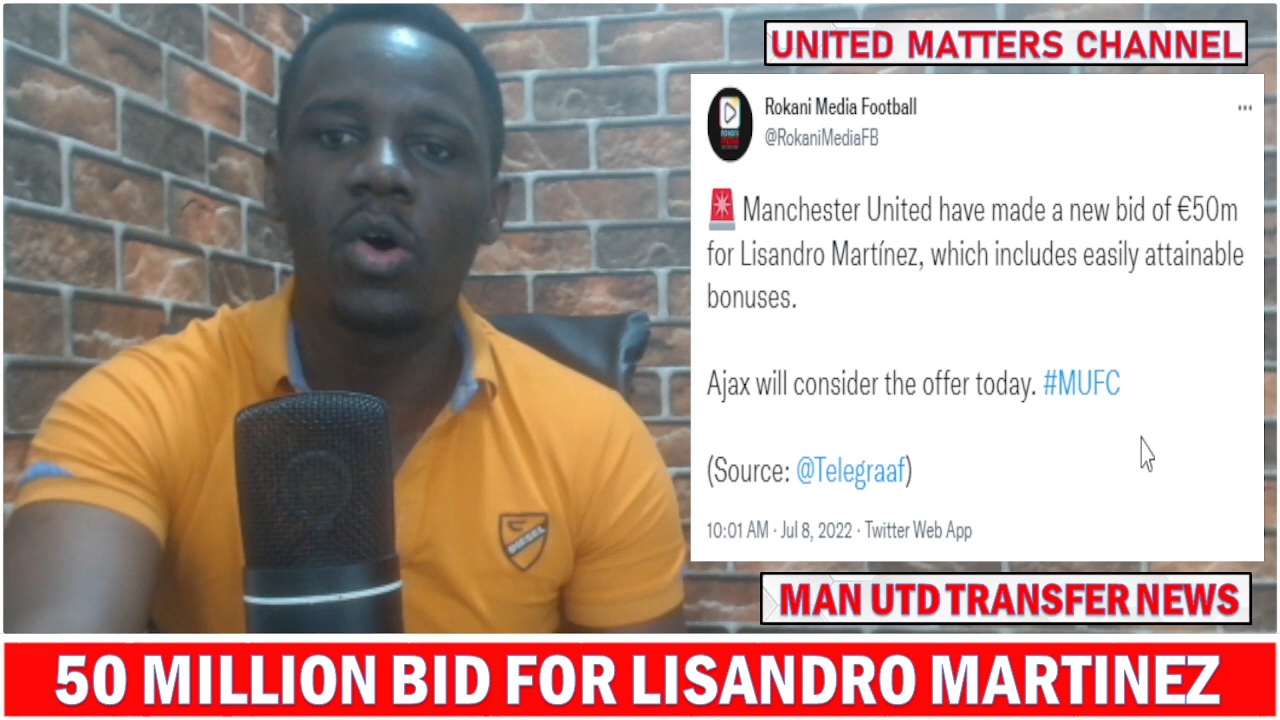 UNITED MATTERS CHANNEL
Rokani Media Football
@RokaniMediaFB
🚨 Manchester United have made a new bid of €50m
for Lisandro Martínez, which includes easily attainable
bonuses.
Ajax will consider the offer today. #MUFC
(Source: @Telegraaf)
10:01 AM · Jul 8, 2022 · Twitter Web App
DIESEL
MAN UTD TRANSFER NEWS
50 MILLION BID FOR LISANDRO MARTINEZ